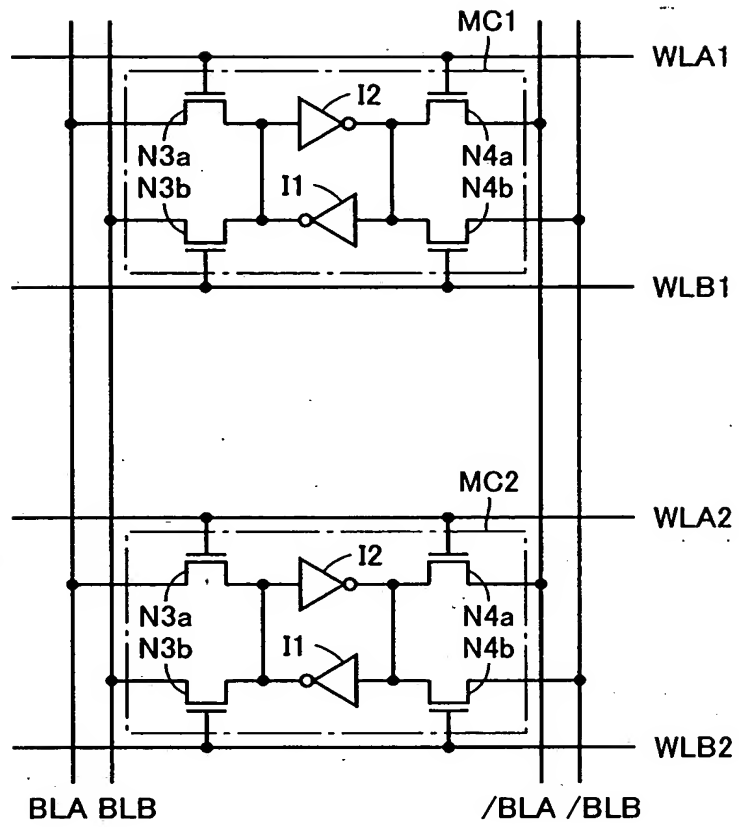 MC1
WLA1
I2
N3a
N4a
N3b
I1
N4b
WLB1
MC2
WLA2
I2
N3a
N4a
N3b
I1
N4b
WLB2
BLA BLB /BLA /BLB